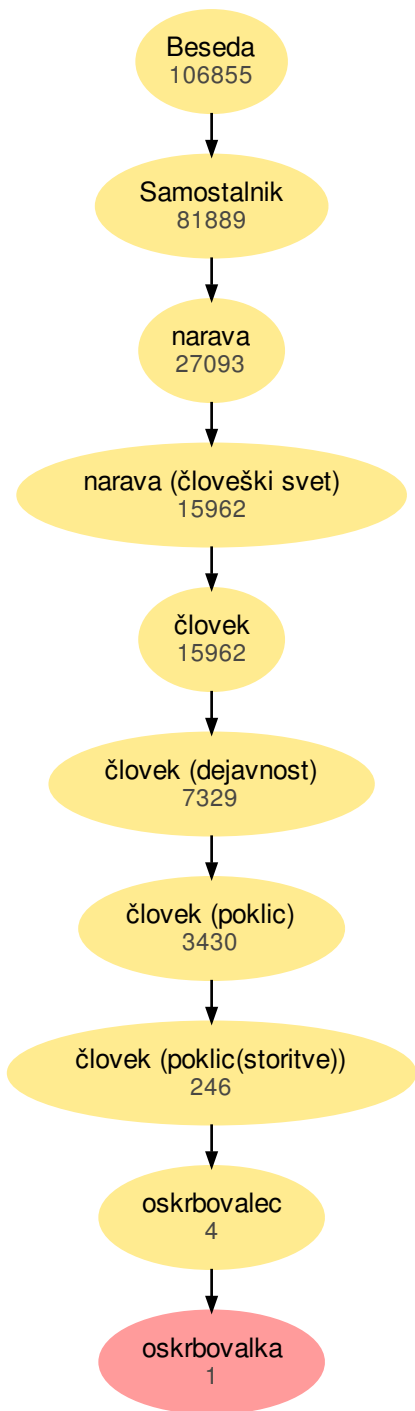 Beseda
106855
Samostalnik
81889
narava
27093
narava (človeški svet)
15962
človek
15962
človek (dejavnost)
7329
človek (poklic)
3430
človek (poklic(storitve))
246
oskrbovalec
4
oskrbovalka
1